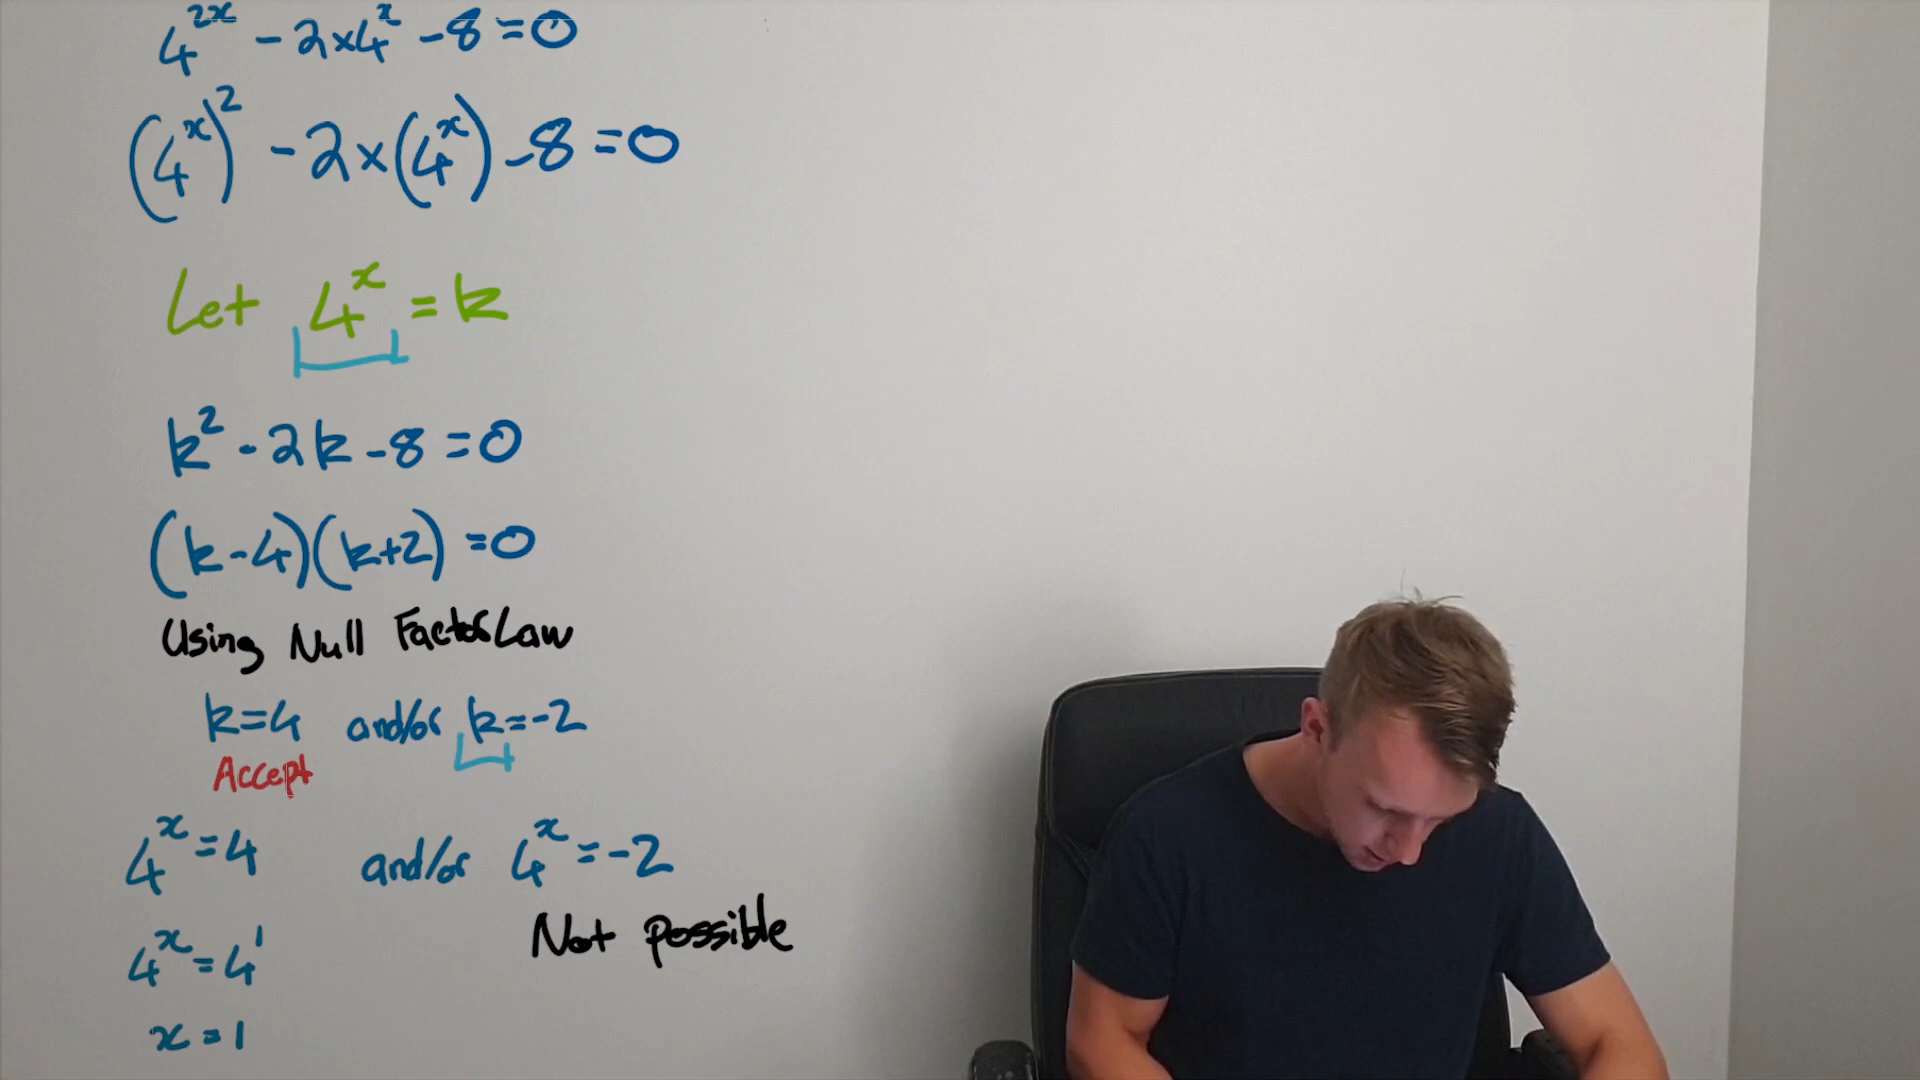 4^{2x} - 2×4^x - 8 = 0
(4^x)^2 - 2×(4^x) - 8 = 0
Let 4^x = k
k^2 - 2k - 8 = 0
(k-4)(k+2) = 0
Using Null Factor Law
k=4 and/or k=-2
Accept
4^x = 4 and/or 4^x = -2
Not possible
4^x = 4^1
x = 1